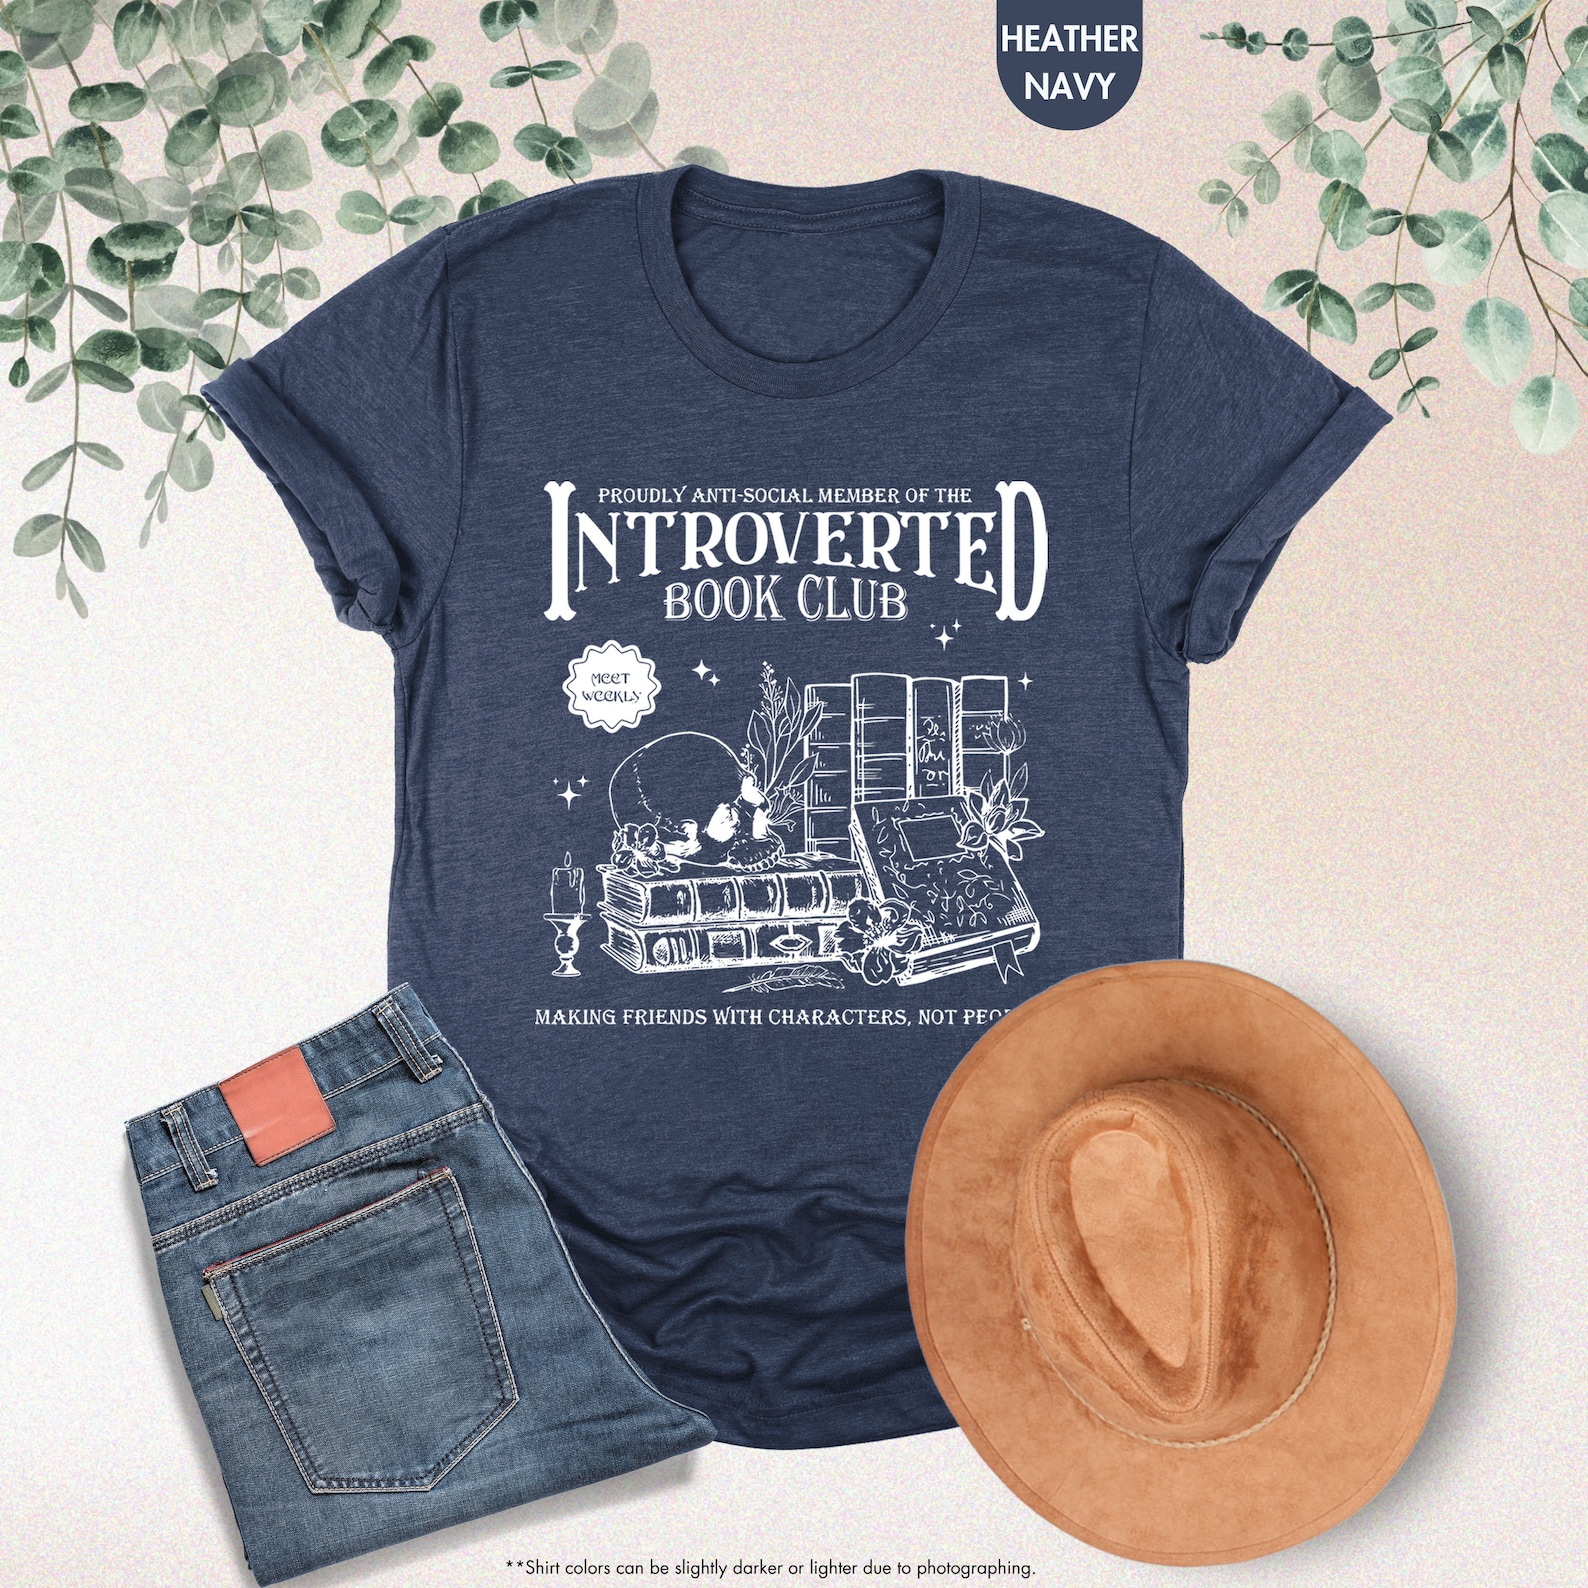 HEATHER
NAVY
PROUDLY ANTI-SOCIAL MEMBER OF THE
INTROVERTED
BOOK CLUB
MEET
WEEKLY
MAKING FRIENDS WITH CHARACTERS, NOT
**Shirt colors can be slightly darker or lighter due to photographing.